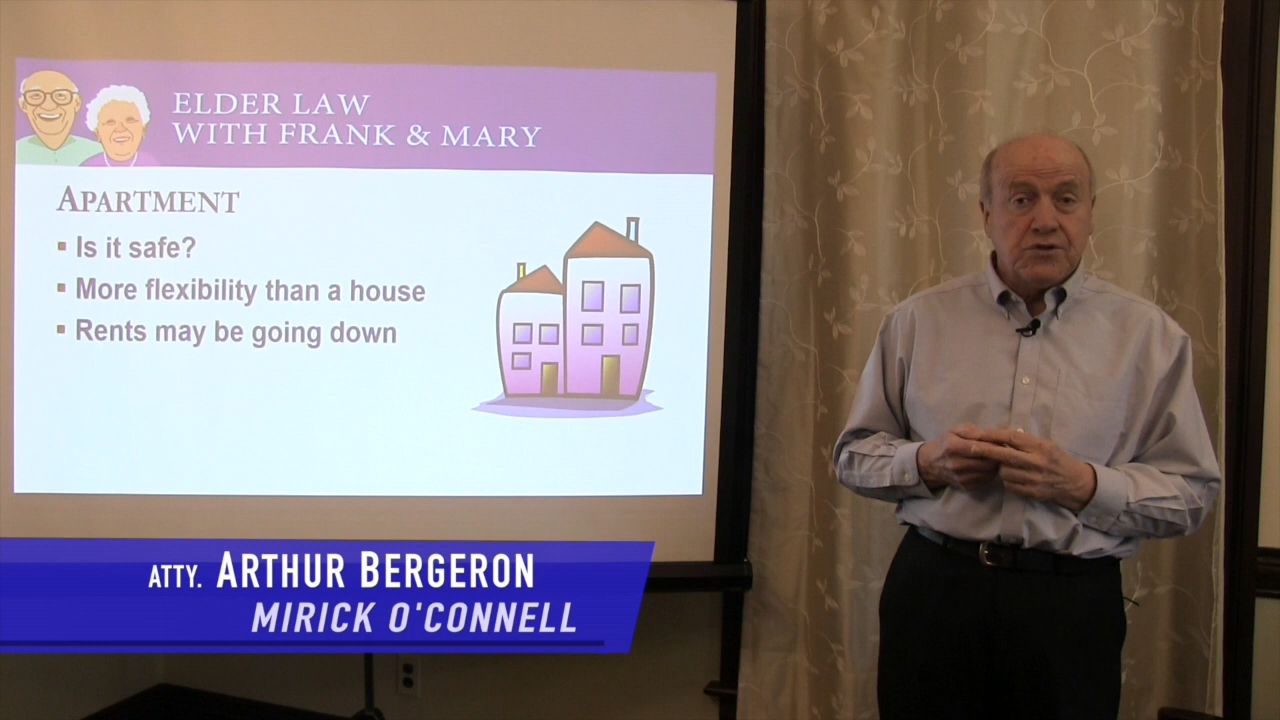 ELDER LAW
WITH FRANK & MARY
APARTMENT
▪ Is it safe?
▪ More flexibility than a house
▪ Rents may be going down
ATTY. ARTHUR BERGERON
MIRICK O'CONNELL